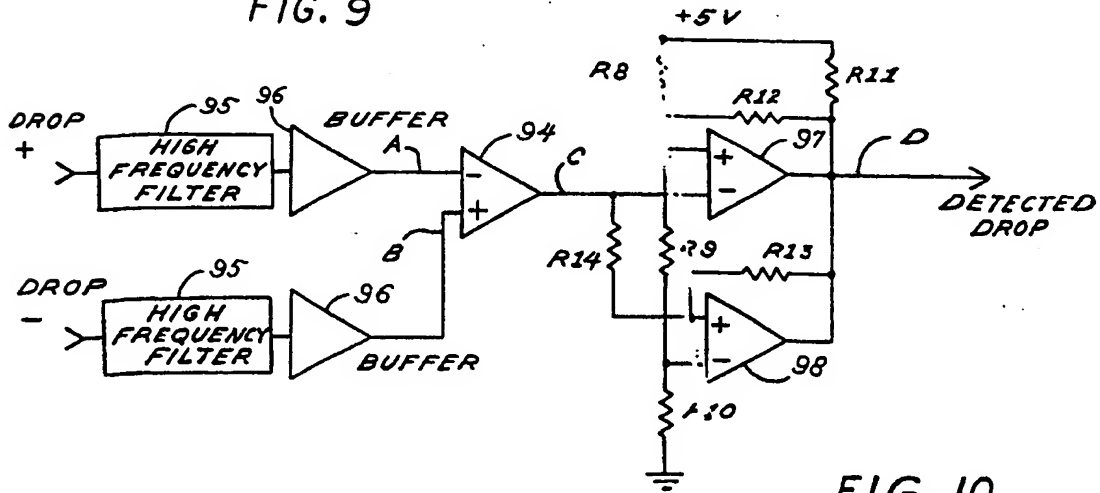 FIG. 9
+5V
R8
R11
R12
95
96
DROP
+
HIGH
FREQUENCY
FILTER
BUFFER
A
94
-
+
C
97
+
-
D
DETECTED
DROP
B
R14
R9
R13
DROP
-
95
HIGH
FREQUENCY
FILTER
96
BUFFER
+
-
98
FIG. 10